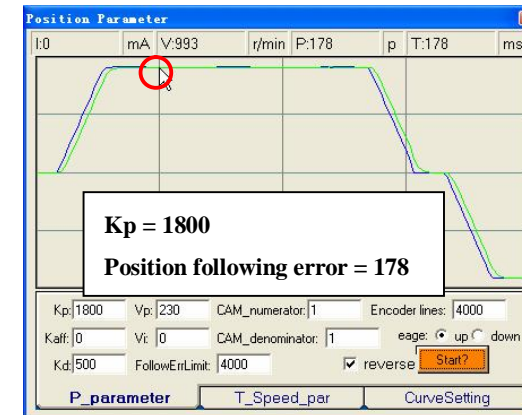 Position Parameter
I:0 mA V:993 r/min P:178 p T:178 ms
Kp = 1800
Position following error = 178
Kp: 1800 Vp: 230 CAM_numerator: 1 Encoder lines: 4000
Kaff: 0 Vi: 0 CAM_denominator: 1 eage: up down
Kd: 500 FollowErrLimit: 4000 reverse Start?
P_parameter T_Speed_par CurveSetting